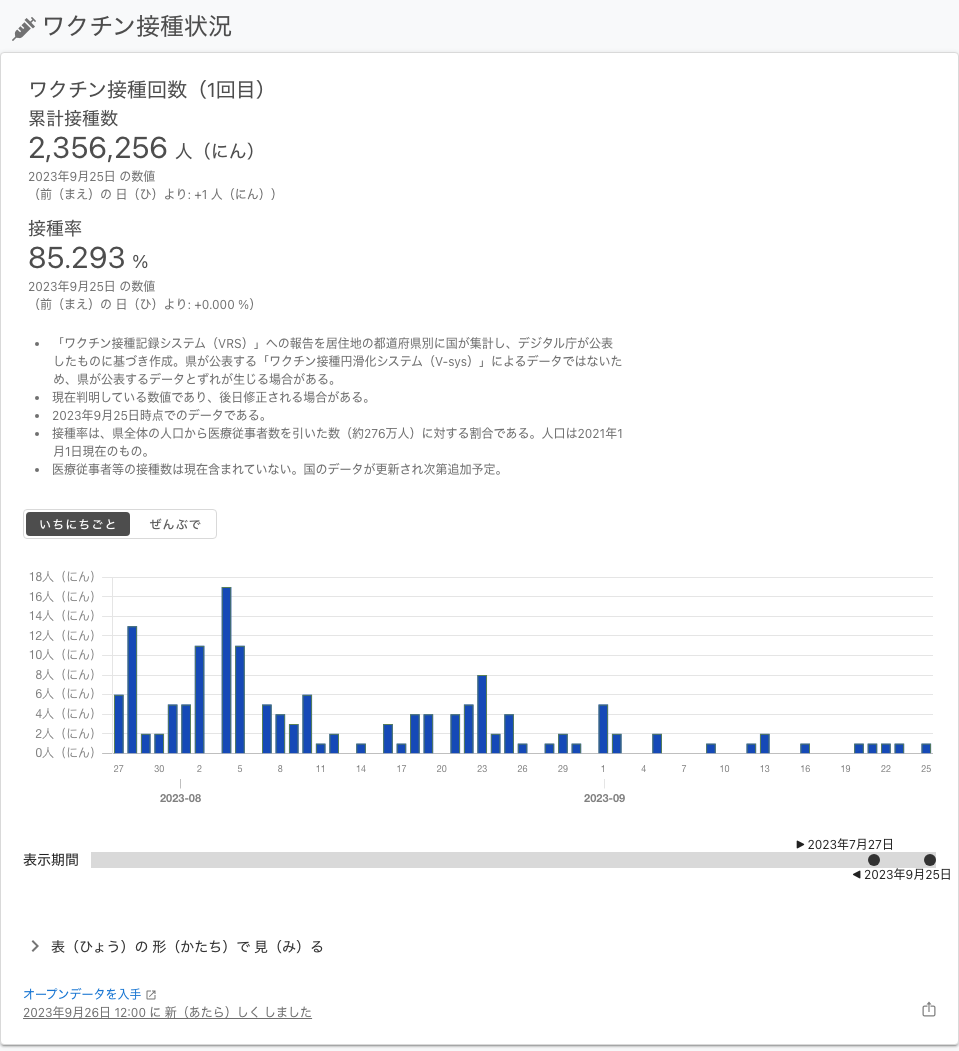 ワクチン接種状況
ワクチン接種回数（1回目）
累計接種数
2,356,256 人（にん）
2023年9月25日 の数値
（前（まえ）の 日（ひ）より: +1 人（にん））
接種率
85.293 %
2023年9月25日 の数値
（前（まえ）の 日（ひ）より: +0.000 %）
• 「ワクチン接種記録システム（VRS）」への報告を居住地の都道府県別に国が集計し、デジタル庁が公表
したものに基づき作成。県が公表する「ワクチン接種円滑化システム（V-sys）」によるデータではないた
め、県が公表するデータとずれが生じる場合がある。
• 現在判明している数値であり、後日修正される場合がある。
• 2023年9月25日時点でのデータである。
• 接種率は、県全体の人口から医療従事者数を引いた数（約276万人）に対する割合である。人口は2021年1
月1日現在のもの。
• 医療従事者等の接種数は現在含まれていない。国のデータが更新され次第追加予定。
いちにちごと ぜんぶで
18人（にん）
16人（にん）
14人（にん）
12人（にん）
10人（にん）
8人（にん）
6人（にん）
4人（にん）
2人（にん）
0人（にん）
27 30 2 5 8 11 14 17 20 23 26 29 1 4 7 10 13 16 19 22 25
2023-08 2023-09
▶ 2023年7月27日
表示期間
◀ 2023年9月25日
表（ひょう）の 形（かたち）で 見（み）る
オープンデータを入手
2023年9月26日 12:00 に 新（あたら）しく しました